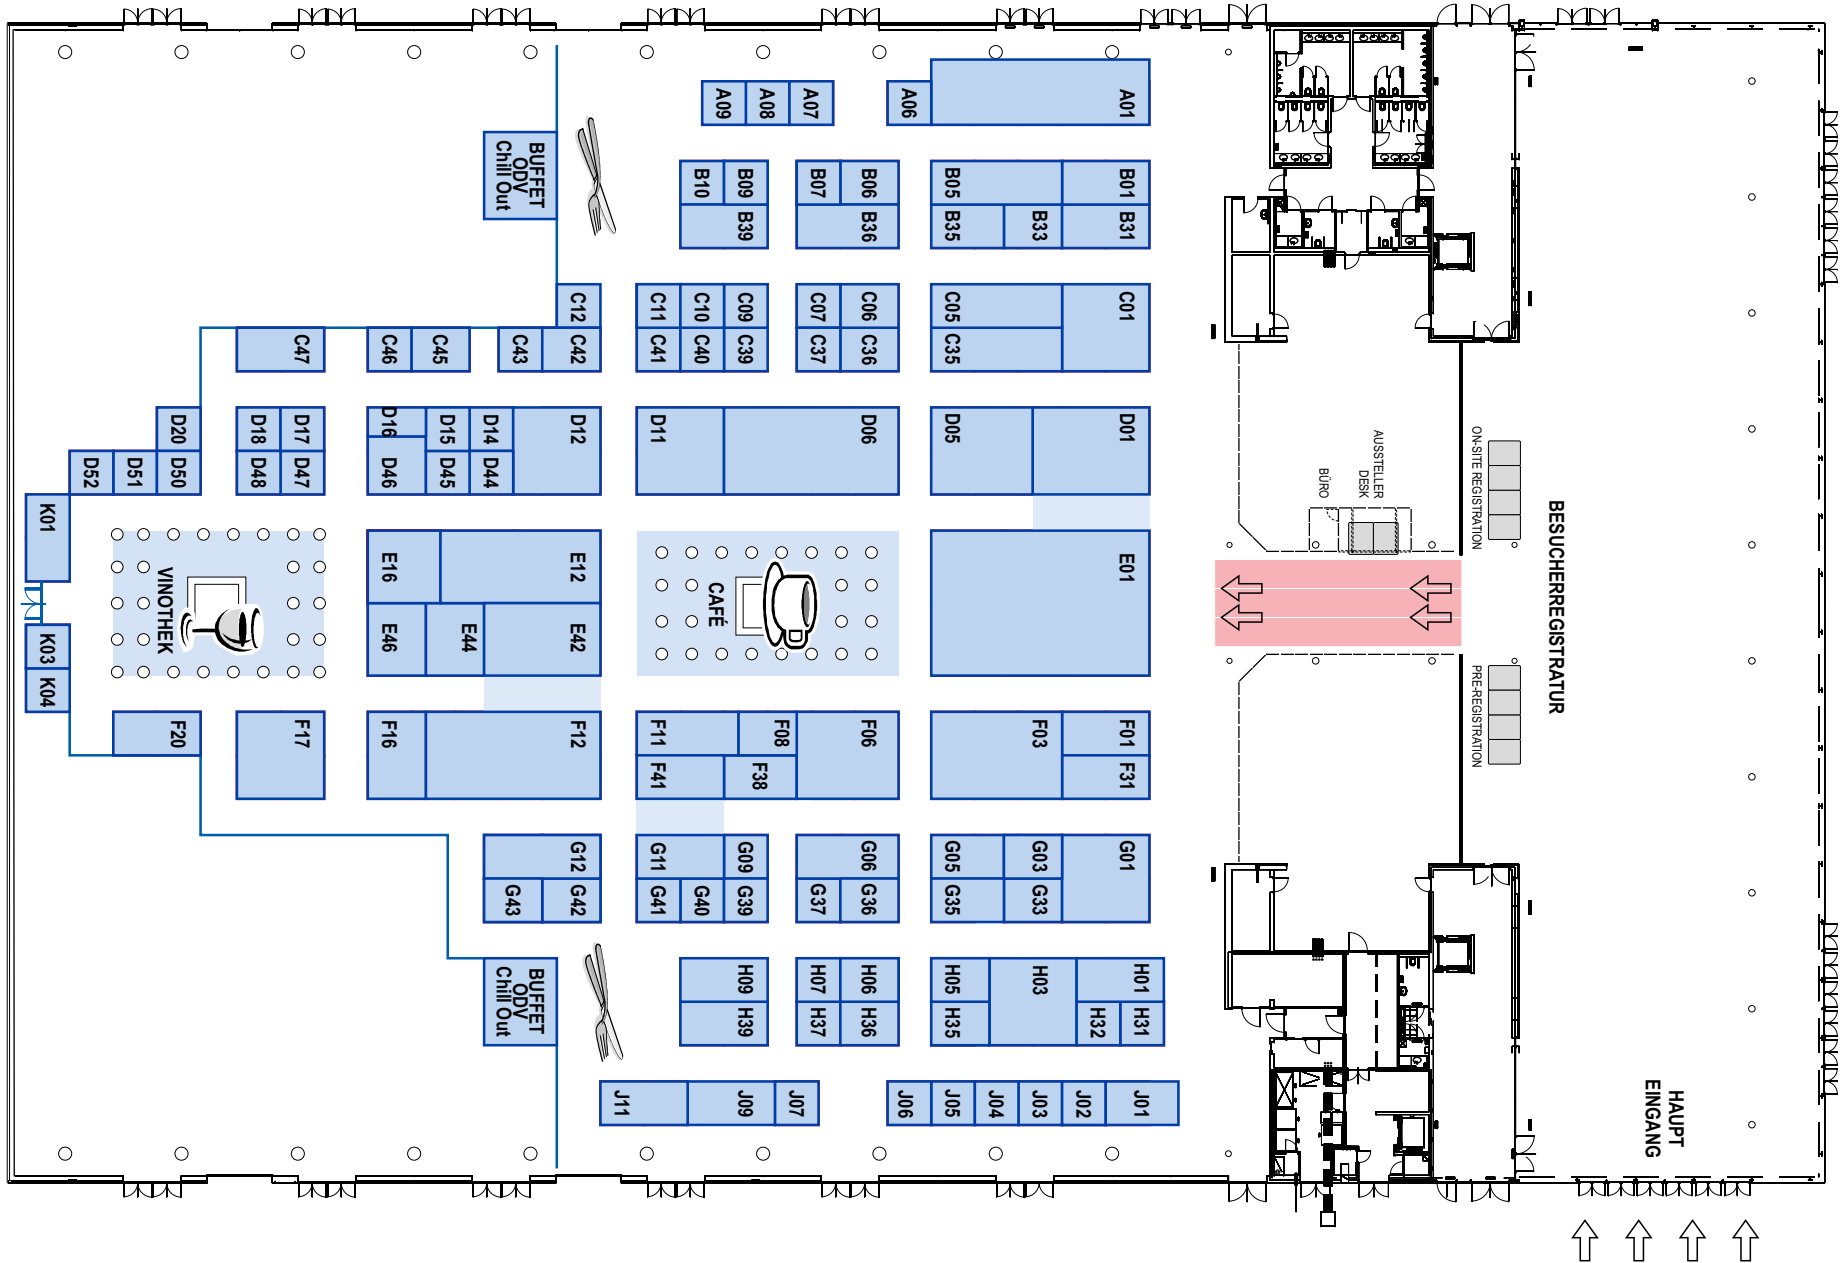 A09
A08
A07
A06
A01
BUFFET
ODV
Chill Out
B10
B09
B07
B06
B05
B01
B39
B36
B35
B33
B31
C12
C11
C10
C09
C07
C06
C05
C01
C47
C46
C45
C43
C42
C41
C40
C39
C37
C36
C35
D20
D18
D17
D16
D15
D14
D12
D11
D06
D05
D01
D52
D51
D50
D48
D47
D46
D45
D44
K01
K03
K04
VINOTHEK
E16
E12
CAFÉ
E01
E46
E44
E42
F20
F17
F16
F12
F11
F08
F06
F03
F01
F41
F38
F31
G12
G11
G09
G06
G05
G03
G01
G43
G42
G41
G40
G39
G37
G36
G35
G33
BUFFET
ODV
Chill Out
H09
H07
H06
H05
H03
H01
H39
H37
H36
H35
H32
H31
J11
J09
J07
J06
J05
J04
J03
J02
J01
BÜRO
AUSSTELLER
DESK
ON-SITE REGISTRATION
PRE-REGISTRATION
BESUCHERREGISTRATUR
HAUPT
EINGANG